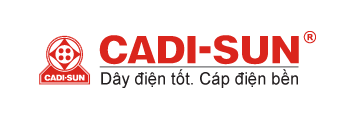 CADI-SUN®
CADI-SUN
Dây điện tốt. Cáp điện bền